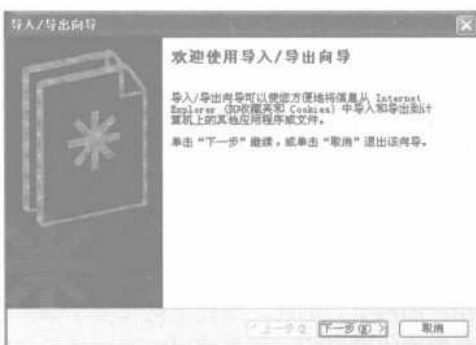 导入/导出向导
欢迎使用导入/导出向导
导入/导出向导可以使您方便地将信息从 Internet
Explorer (如收藏夹和 Cookies) 中导入和导出到计
算机上的其他应用程序或文件。
单击“下一步”继续，或单击“取消”退出该向导。
下一步(N) > 取消